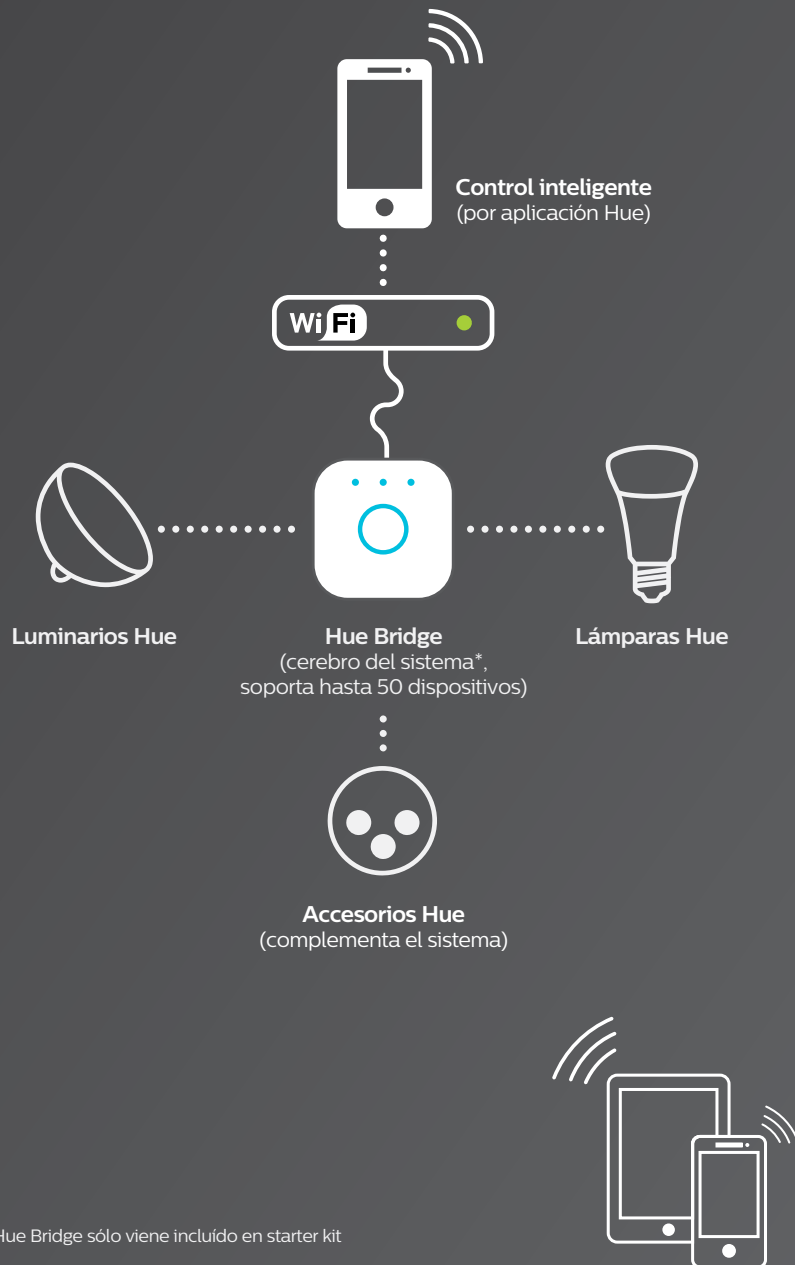 Control inteligente
(por aplicación Hue)
WiFi
Luminarios Hue
Hue Bridge
(cerebro del sistema*,
soporta hasta 50 dispositivos)
Lámparas Hue
Accesorios Hue
(complementa el sistema)
Hue Bridge sólo viene incluído en starter kit